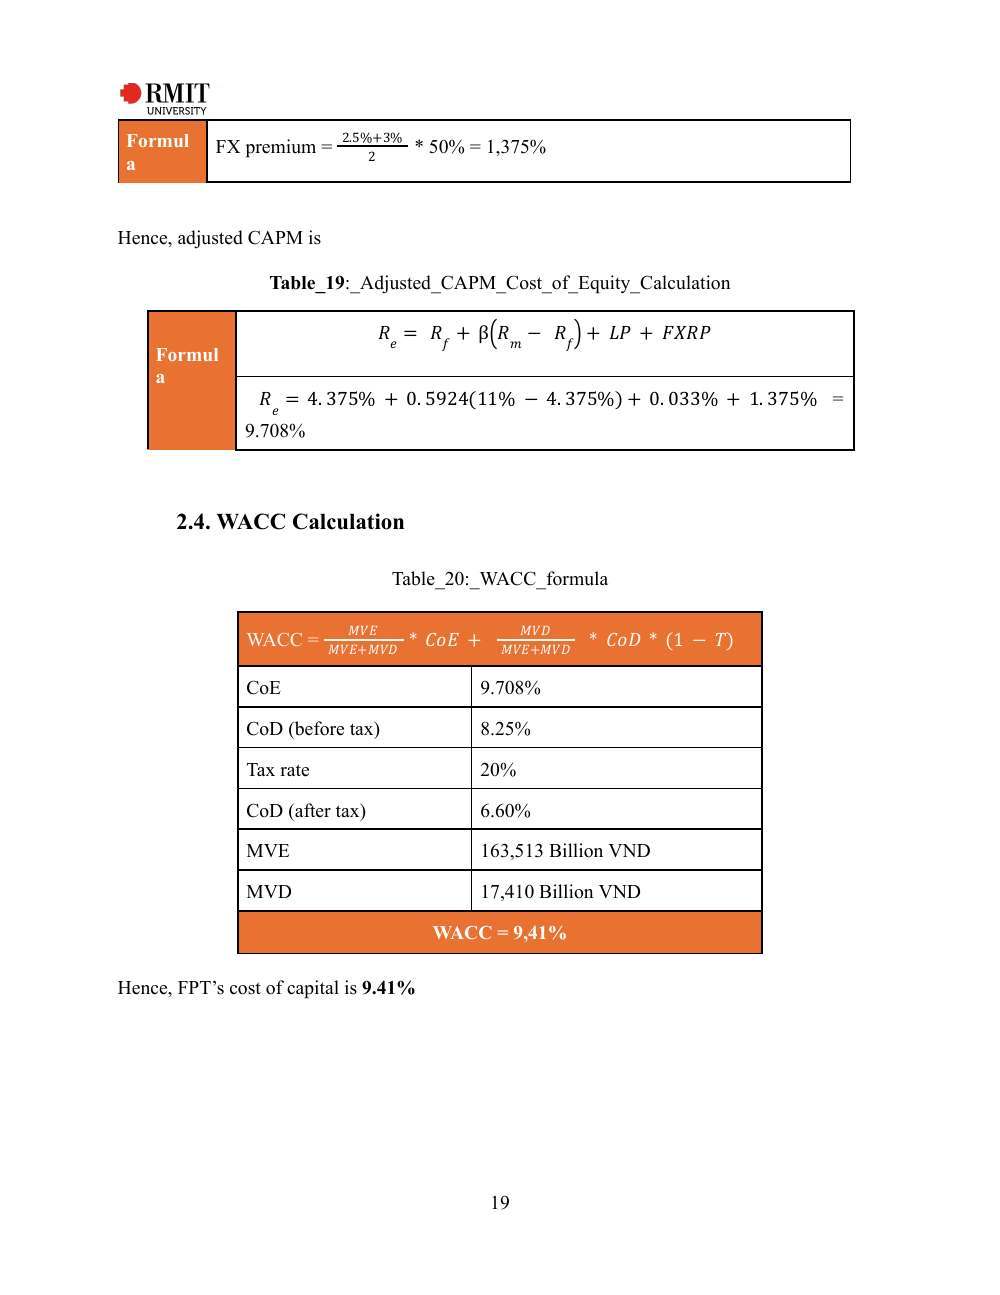 RMIT
UNIVERSITY
Formul
a
FX premium = \frac{2.5%+3%}{2} * 50% = 1,375%
Hence, adjusted CAPM is
Table_19:_Adjusted_CAPM_Cost_of_Equity_Calculation
Formul
a
R_e = R_f + β(R_m − R_f) + LP + FXRP
R_e = 4.375% + 0.5924(11% − 4.375%) + 0.033% + 1.375% =
9.708%
2.4. WACC Calculation
Table_20:_WACC_formula
WACC = \frac{MVE}{MVE+MVD} * CoE + \frac{MVD}{MVE+MVD} * CoD * (1 − T)
CoE 9.708%
CoD (before tax) 8.25%
Tax rate 20%
CoD (after tax) 6.60%
MVE 163,513 Billion VND
MVD 17,410 Billion VND
WACC = 9,41%
Hence, FPT’s cost of capital is 9.41%
19